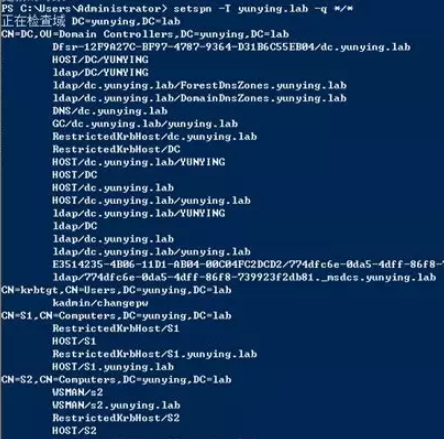 PS C:\Users\Administrator> setspn -T yunying.lab -q */*
正在检查域 DC=yunying,DC=lab
CN=DC,OU=Domain Controllers,DC=yunying,DC=lab
Dfsr-12F9A27C-BF97-4787-9364-D31B6C55EB04/dc.yunying.lab
HOST/DC/YUNYING
ldap/DC/YUNYING
ldap/dc.yunying.lab/ForestDnsZones.yunying.lab
ldap/dc.yunying.lab/DomainDnsZones.yunying.lab
DNS/dc.yunying.lab
GC/dc.yunying.lab/yunying.lab
RestrictedKrbHost/dc.yunying.lab
RestrictedKrbHost/DC
HOST/dc.yunying.lab/YUNYING
HOST/DC
HOST/dc.yunying.lab
HOST/dc.yunying.lab/yunying.lab
ldap/dc.yunying.lab/YUNYING
ldap/DC
ldap/dc.yunying.lab
ldap/dc.yunying.lab/yunying.lab
E3514235-4B06-11D1-AB04-00C04FC2DCD2/774dfc6e-0da5-4dff-86f8-7
ldap/774dfc6e-0da5-4dff-86f8-739923f2db81._msdcs.yunying.lab
CN=krbtgt,CN=Users,DC=yunying,DC=lab
kadmin/changepw
CN=S1,CN=Computers,DC=yunying,DC=lab
RestrictedKrbHost/S1
HOST/S1
RestrictedKrbHost/S1.yunying.lab
HOST/S1.yunying.lab
CN=S2,CN=Computers,DC=yunying,DC=lab
WSMAN/s2
WSMAN/s2.yunying.lab
RestrictedKrbHost/S2
HOST/S2